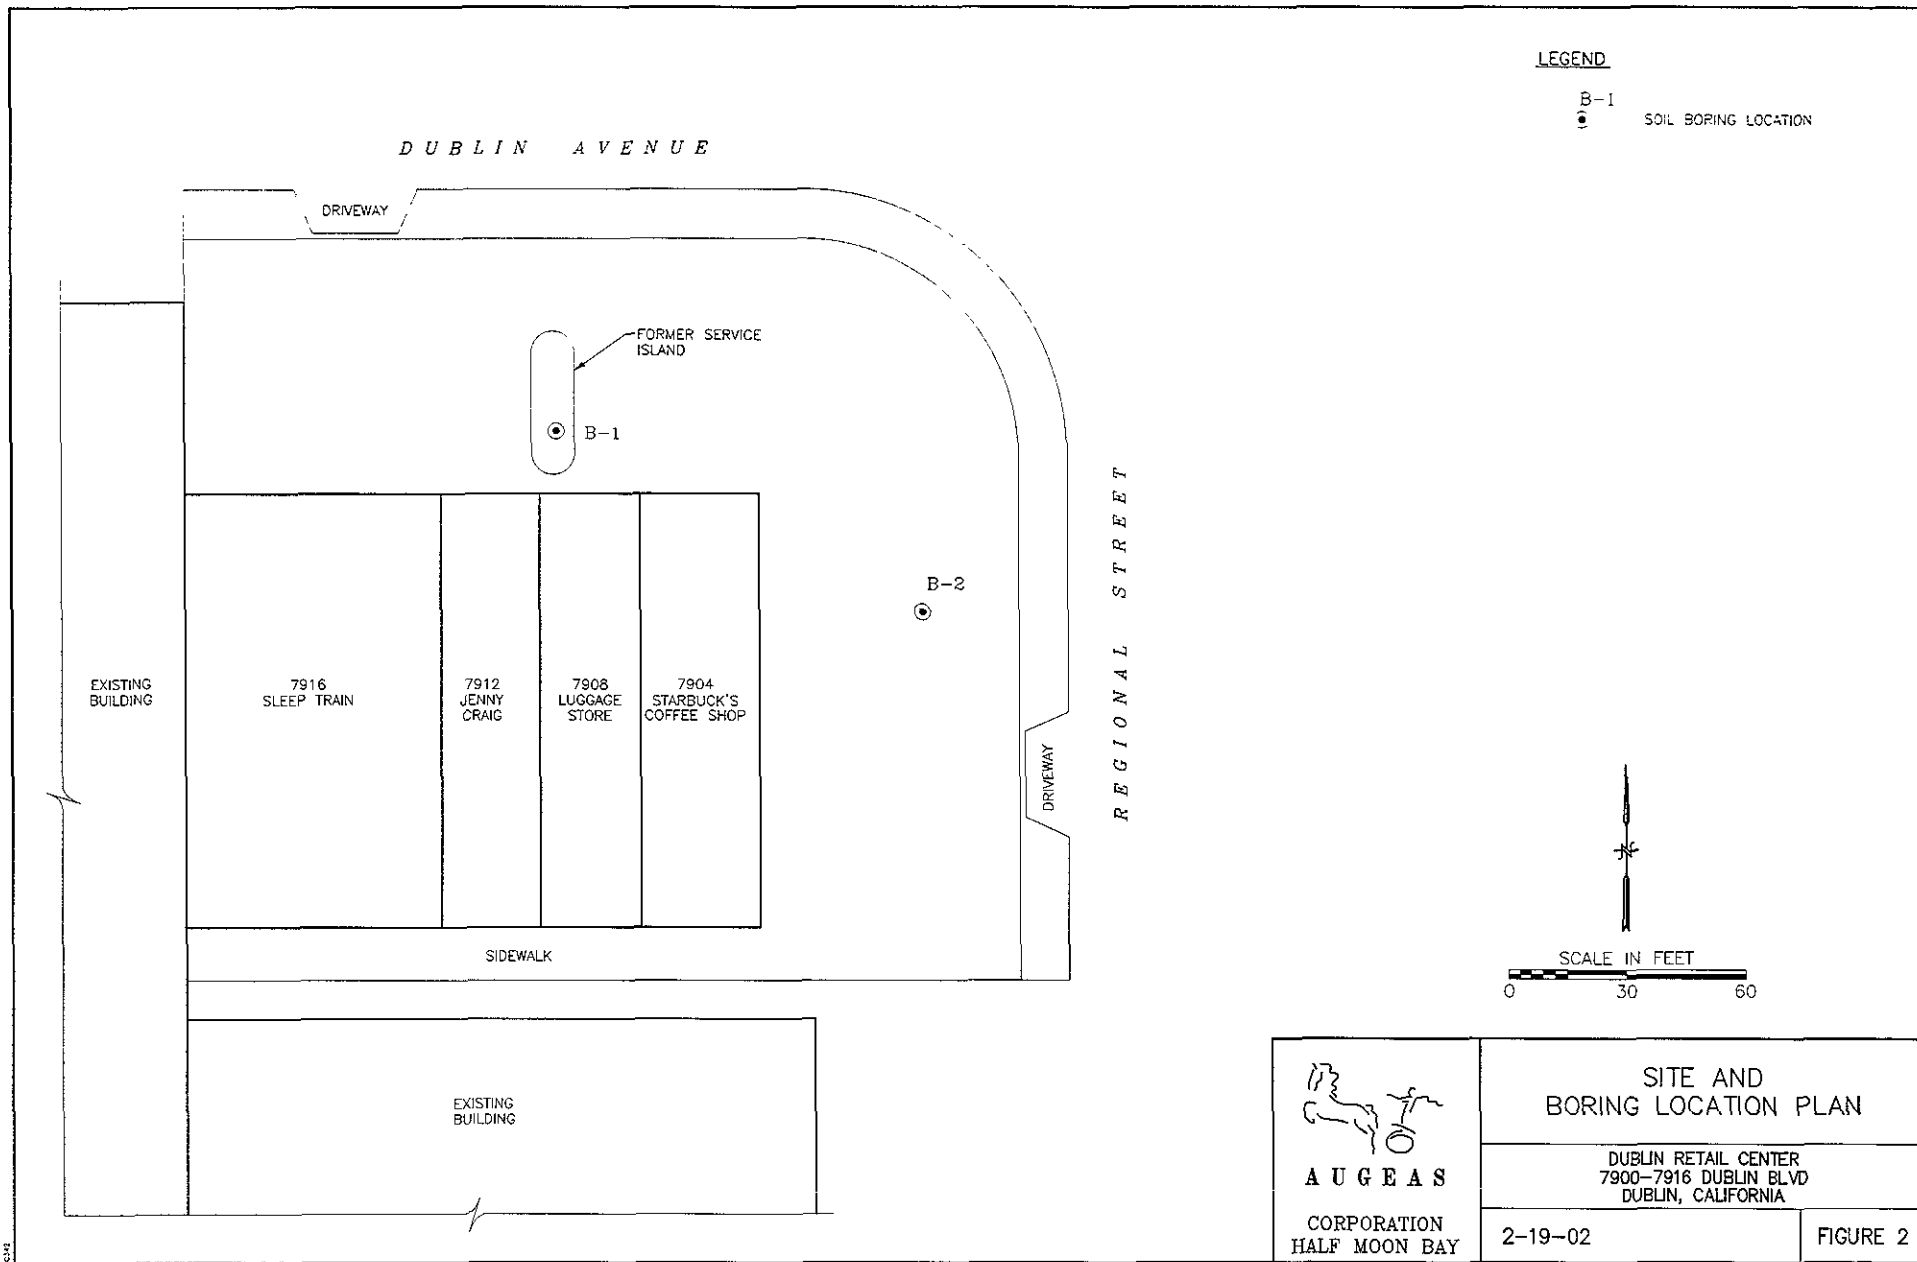 LEGEND
B-1
SOIL BORING LOCATION
DUBLIN AVENUE
DRIVEWAY
FORMER SERVICE
ISLAND
B-1
REGIONAL STREET
B-2
EXISTING
BUILDING
7916
SLEEP TRAIN
7912
JENNY
CRAIG
7908
LUGGAGE
STORE
7904
STARBUCK'S
COFFEE SHOP
DRIVEWAY
N
SIDEWALK
SCALE IN FEET
0 30 60
EXISTING
BUILDING
AUGEAS
CORPORATION
HALF MOON BAY
SITE AND
BORING LOCATION PLAN
DUBLIN RETAIL CENTER
7900-7916 DUBLIN BLVD
DUBLIN, CALIFORNIA
2-19-02
FIGURE 2